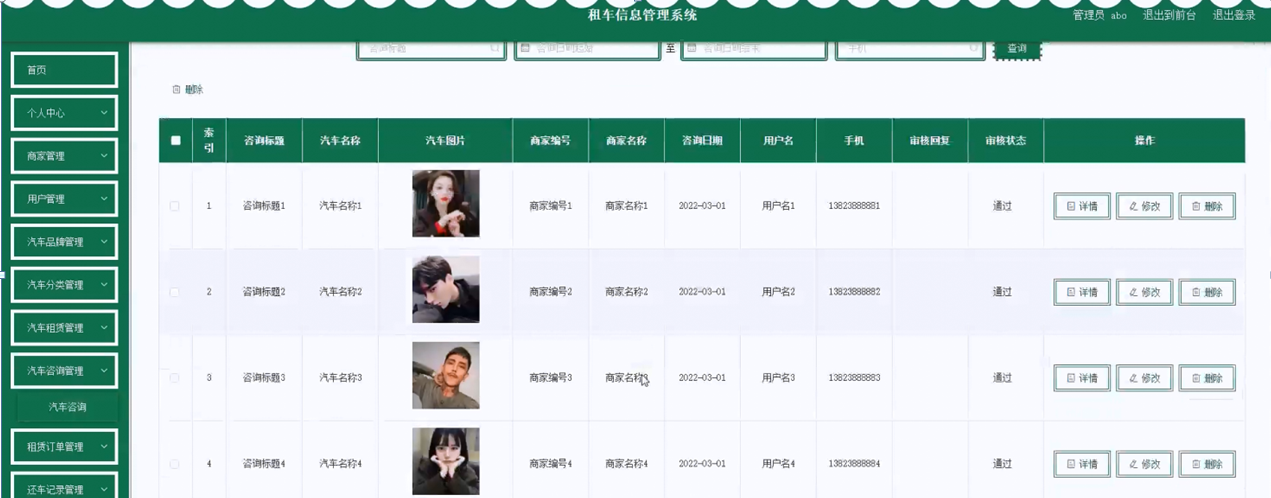 租车信息管理系统
管理员 abo 退出到前台 退出登录
首页
个人中心
商家管理
用户管理
汽车品牌管理
汽车分类管理
汽车租赁管理
汽车咨询管理
汽车咨询
租赁订单管理
还车记录管理
咨询标题 至 手机 查询
删除
索引 咨询标题 汽车名称 汽车图片 商家编号 商家名称 咨询日期 用户名 手机 审核回复 审核状态 操作
1 咨询标题1 汽车名称1 商家编号1 商家名称1 2022-03-01 用户名1 13823888881 通过 详情 修改 删除
2 咨询标题2 汽车名称2 商家编号2 商家名称2 2022-03-01 用户名2 13823888882 通过 详情 修改 删除
3 咨询标题3 汽车名称3 商家编号3 商家名称3 2022-03-01 用户名3 13823888883 通过 详情 修改 删除
4 咨询标题4 汽车名称4 商家编号4 商家名称4 2022-03-01 用户名4 13823888884 通过 详情 修改 删除